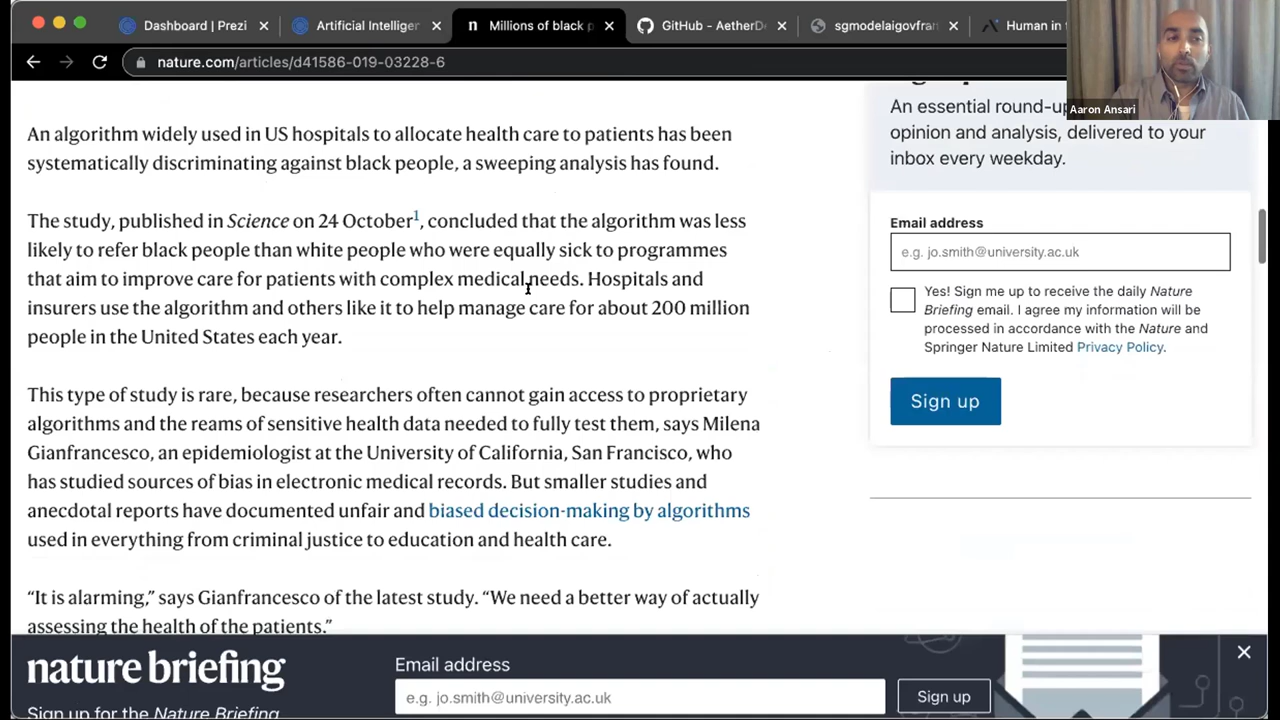 Dashboard | Prezi
Artificial Intelligen
n Millions of black p
GitHub - AetherD
sgmodelaigovfran
Human in
nature.com/articles/d41586-019-03228-6
Aaron Ansari
An algorithm widely used in US hospitals to allocate health care to patients has been
systematically discriminating against black people, a sweeping analysis has found.
The study, published in Science on 24 October1, concluded that the algorithm was less
likely to refer black people than white people who were equally sick to programmes
that aim to improve care for patients with complex medical needs. Hospitals and
insurers use the algorithm and others like it to help manage care for about 200 million
people in the United States each year.
This type of study is rare, because researchers often cannot gain access to proprietary
algorithms and the reams of sensitive health data needed to fully test them, says Milena
Gianfrancesco, an epidemiologist at the University of California, San Francisco, who
has studied sources of bias in electronic medical records. But smaller studies and
anecdotal reports have documented unfair and biased decision-making by algorithms
used in everything from criminal justice to education and health care.
“It is alarming,” says Gianfrancesco of the latest study. “We need a better way of actually
assessing the health of the patients.”
An essential round-up
opinion and analysis, delivered to your
inbox every weekday.
Email address
e.g. jo.smith@university.ac.uk
Yes! Sign me up to receive the daily Nature
Briefing email. I agree my information will be
processed in accordance with the Nature and
Springer Nature Limited Privacy Policy.
Sign up
nature briefing
Sign up for the Nature Briefing
Email address
e.g. jo.smith@university.ac.uk
Sign up